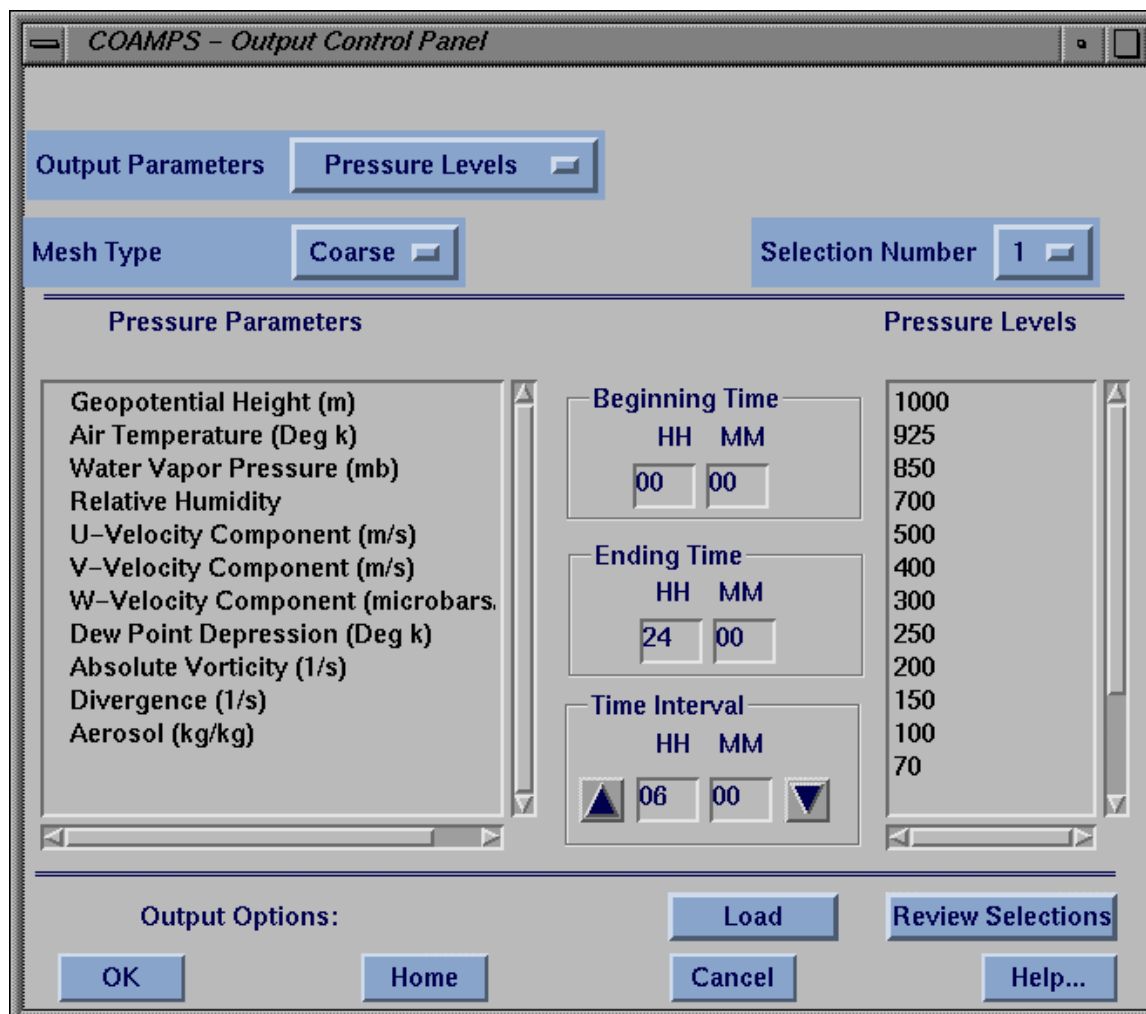 COAMPS – Output Control Panel
Output Parameters Pressure Levels
Mesh Type Coarse Selection Number 1
Pressure Parameters Pressure Levels
Geopotential Height (m)
Air Temperature (Deg k)
Water Vapor Pressure (mb)
Relative Humidity
U–Velocity Component (m/s)
V–Velocity Component (m/s)
W–Velocity Component (microbars
Dew Point Depression (Deg k)
Absolute Vorticity (1/s)
Divergence (1/s)
Aerosol (kg/kg)
Beginning Time
HH MM
00 00
Ending Time
HH MM
24 00
Time Interval
HH MM
06 00
1000
925
850
700
500
400
300
250
200
150
100
70
Output Options: Load Review Selections
OK Home Cancel Help...